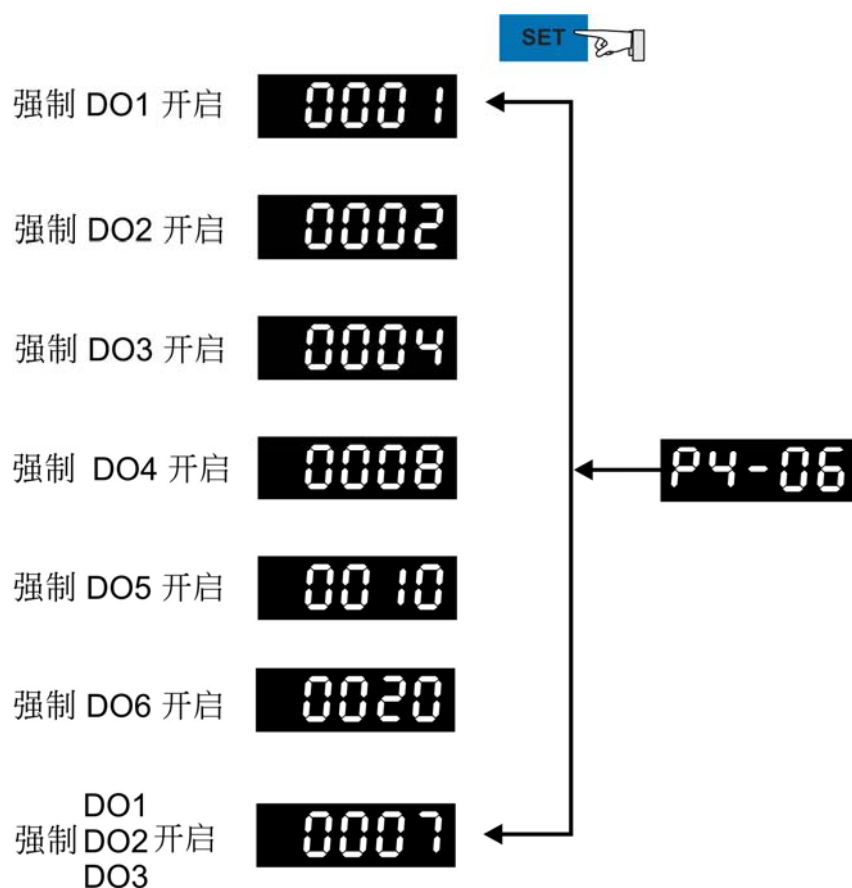 SET
强制 DO1 开启 0001
强制 DO2 开启 0002
强制 DO3 开启 0004
强制 DO4 开启 0008
P4-06
强制 DO5 开启 0010
强制 DO6 开启 0020
DO1
强制 DO2 开启 0007
DO3